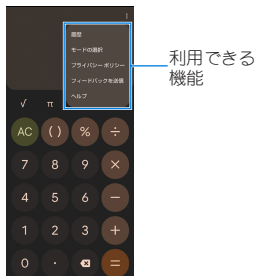 履歴
モードの選択
プライバシー ポリシー
フィードバックを送信
ヘルプ
利用できる
機能
√ π
AC ( ) % ÷
7 8 9 ×
4 5 6 −
1 2 3 +
0 · =